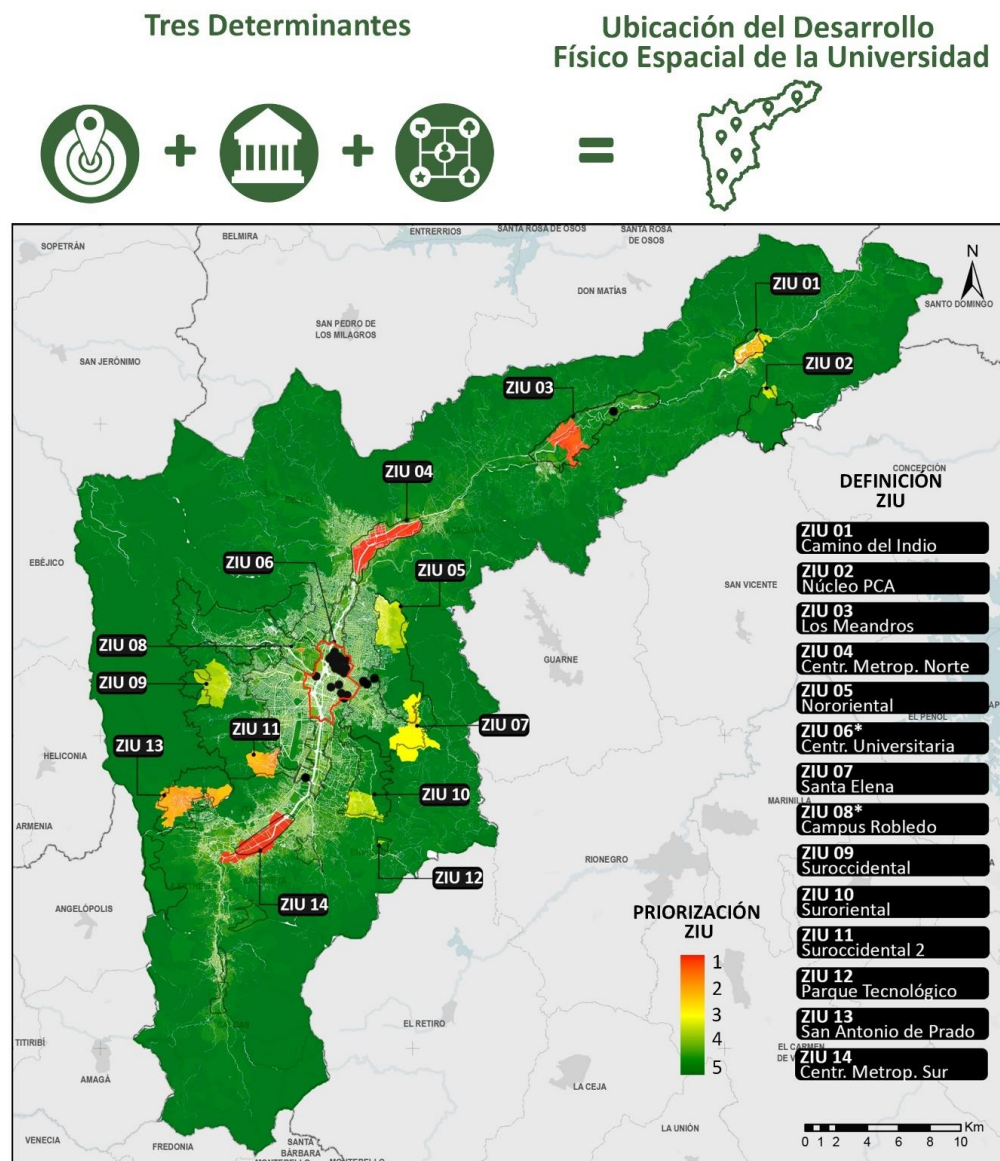 Tres Determinantes
Ubicación del Desarrollo
Físico Espacial de la Universidad
+
+
=
SOPETRÁN
BELMIRA
ENTRERRIOS
SANTA ROSA DE OSOS
SANTA ROSA
DE OSOS
N
DON MATÍAS
ZIU 01
SANTO DOMINGO
SAN PEDRO DE
LOS MILAGROS
SAN JERÓNIMO
ZIU 02
ZIU 03
ZIU 04
CONCEPCIÓN
EBÉJICO
ZIU 06
ZIU 05
SAN VICENTE
ZIU 08
GUARNE
ZIU 09
ZIU 11
ZIU 07
EL PEÑOL
ZIU 13
HELICONIA
ZIU 10
MARINILLA
ARMENIA
ZIU 12
RIONEGRO
ZIU 14
ANGELÓPOLIS
EL RETIRO
TITIRIBÍ
EL CARMEN
AMAGÁ
LA CEJA
LA UNIÓN
VENECIA
FREDONIA
SANTA
BÁRBARA
DEFINICIÓN
ZIU
ZIU 01
Camino del Indio
ZIU 02
Núcleo PCA
ZIU 03
Los Meandros
ZIU 04
Centr. Metrop. Norte
ZIU 05
Nororiental
ZIU 06*
Centr. Universitaria
ZIU 07
Santa Elena
ZIU 08*
Campus Robledo
ZIU 09
Suroccidental
ZIU 10
Suroriental
ZIU 11
Suroccidental 2
ZIU 12
Parque Tecnológico
ZIU 13
San Antonio de Prado
ZIU 14
Centr. Metrop. Sur
PRIORIZACIÓN
ZIU
1
2
3
4
5
Km
0 1 2 4 6 8 10